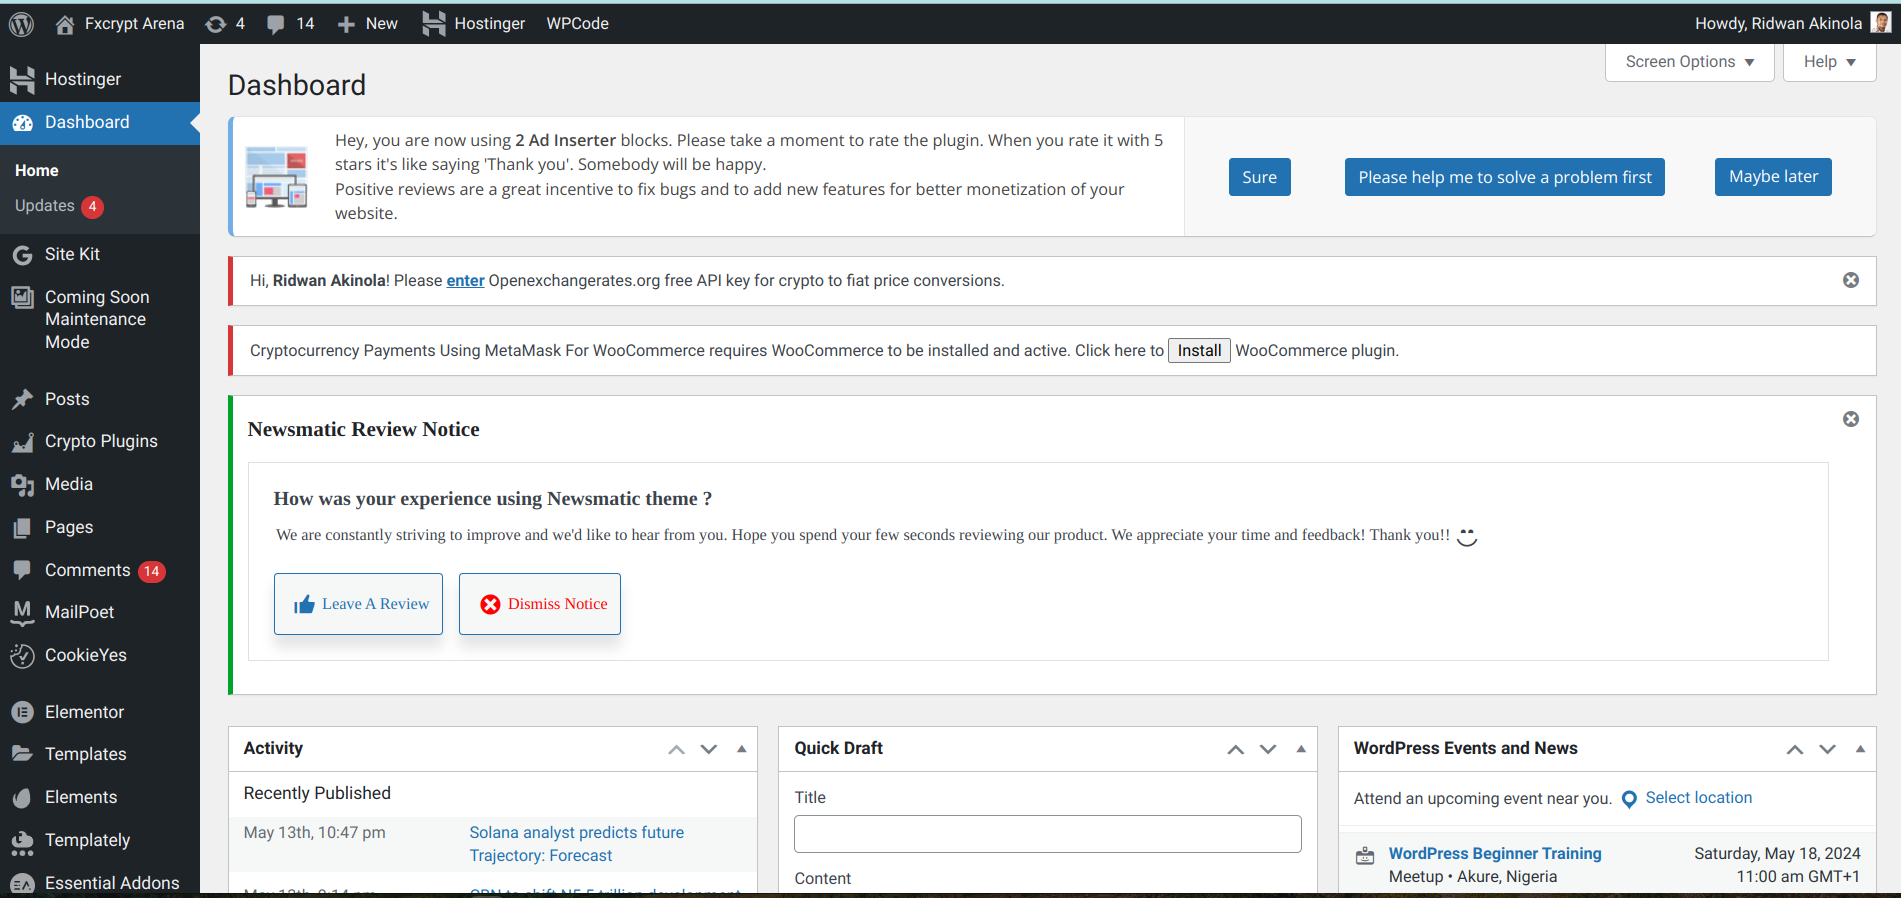 Fxcrypt Arena 4 14 New Hostinger WPCode Howdy, Ridwan Akinola
Screen Options Help
Hostinger
Dashboard
Home
Updates 4
Site Kit
Coming Soon
Maintenance
Mode
Posts
Crypto Plugins
Media
Pages
Comments 14
MailPoet
CookieYes
Elementor
Templates
Elements
Templately
Essential Addons
Dashboard
Hey, you are now using 2 Ad Inserter blocks. Please take a moment to rate the plugin. When you rate it with 5
stars it's like saying 'Thank you'. Somebody will be happy.
Positive reviews are a great incentive to fix bugs and to add new features for better monetization of your
website.
Sure Please help me to solve a problem first Maybe later
Hi, Ridwan Akinola! Please enter Openexchangerates.org free API key for crypto to fiat price conversions.
Cryptocurrency Payments Using MetaMask For WooCommerce requires WooCommerce to be installed and active. Click here to Install WooCommerce plugin.
Newsmatic Review Notice
How was your experience using Newsmatic theme ?
We are constantly striving to improve and we'd like to hear from you. Hope you spend your few seconds reviewing our product. We appreciate your time and feedback! Thank you!!
Leave A Review Dismiss Notice
Activity
Recently Published
May 13th, 10:47 pm Solana analyst predicts future
Trajectory: Forecast
Quick Draft
Title
Content
WordPress Events and News
Attend an upcoming event near you. Select location
WordPress Beginner Training Saturday, May 18, 2024
Meetup • Akure, Nigeria 11:00 am GMT+1